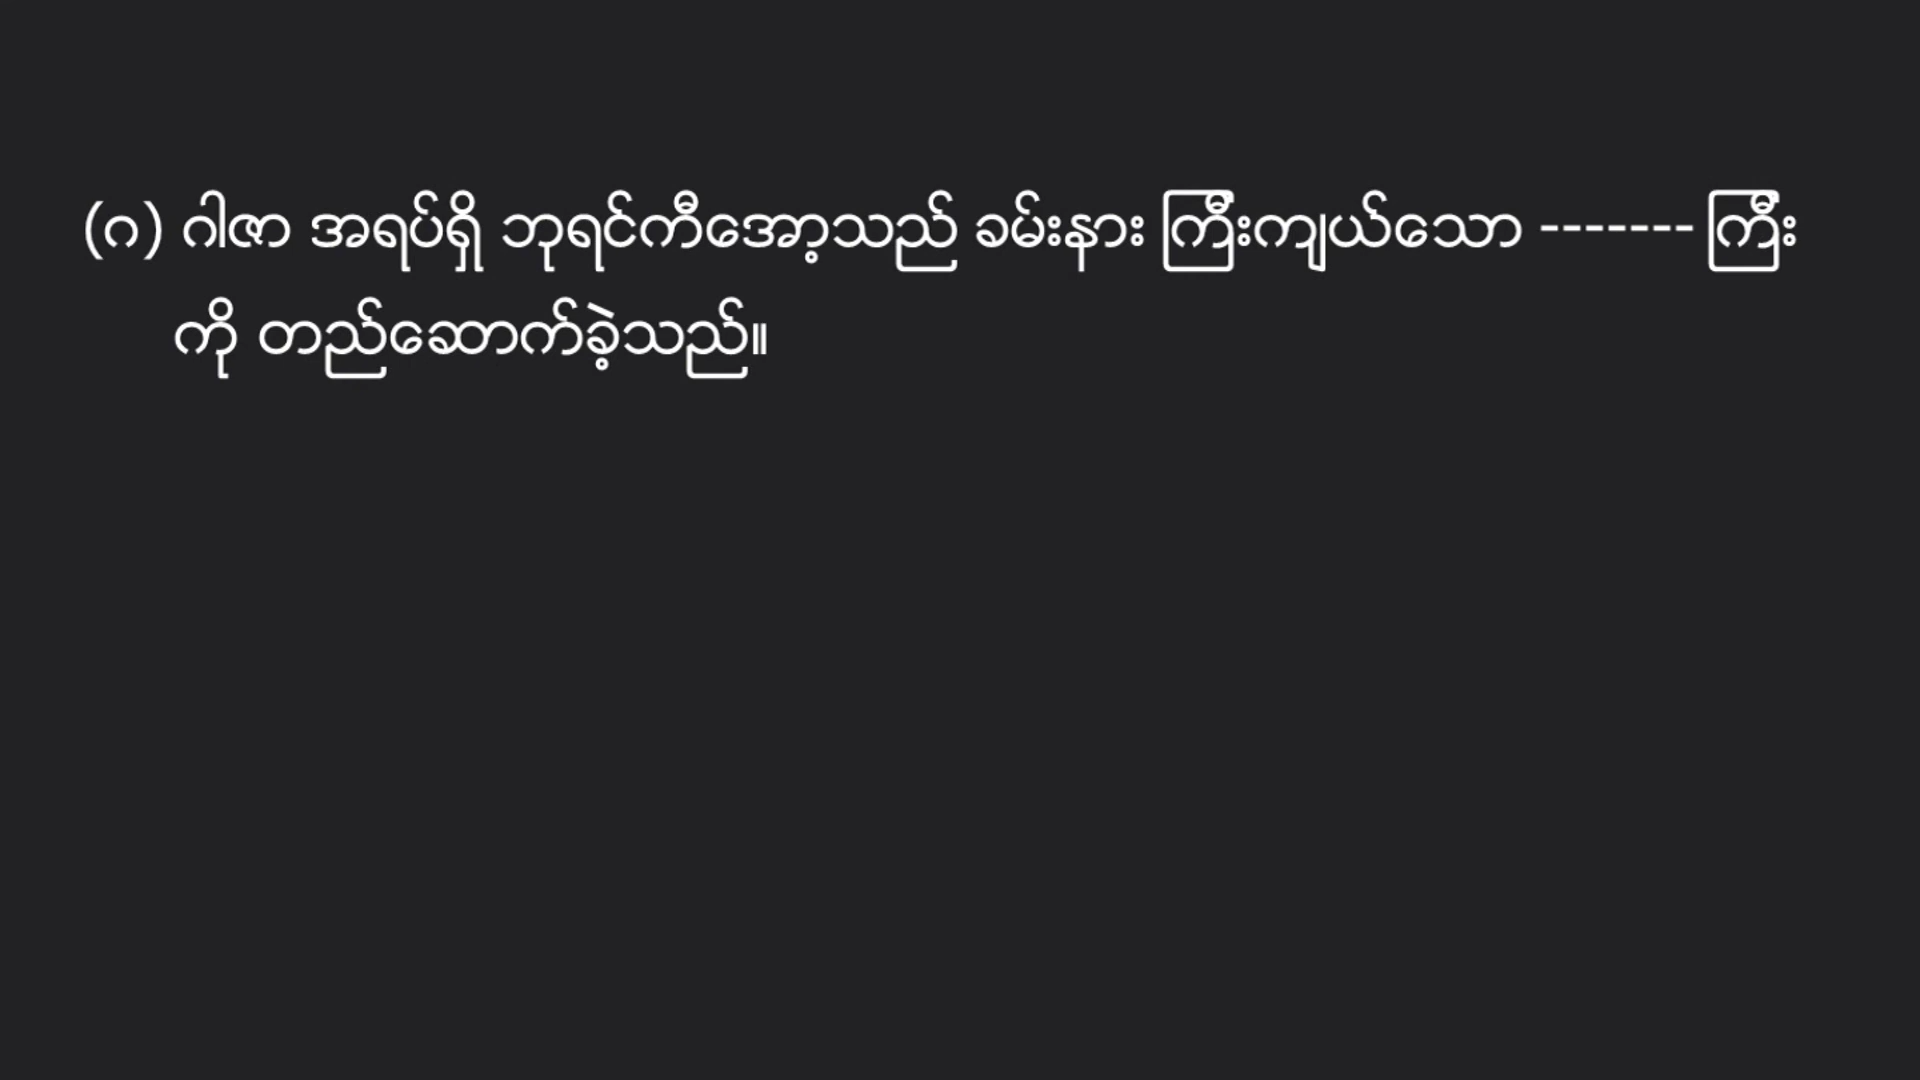 (ဂ) ဂါဇာ အရပ်ရှိ ဘုရင်ကီအော့သည် ခမ်းနား ကြီးကျယ်သော ------- ကြီး
ကို တည်ဆောက်ခဲ့သည်။